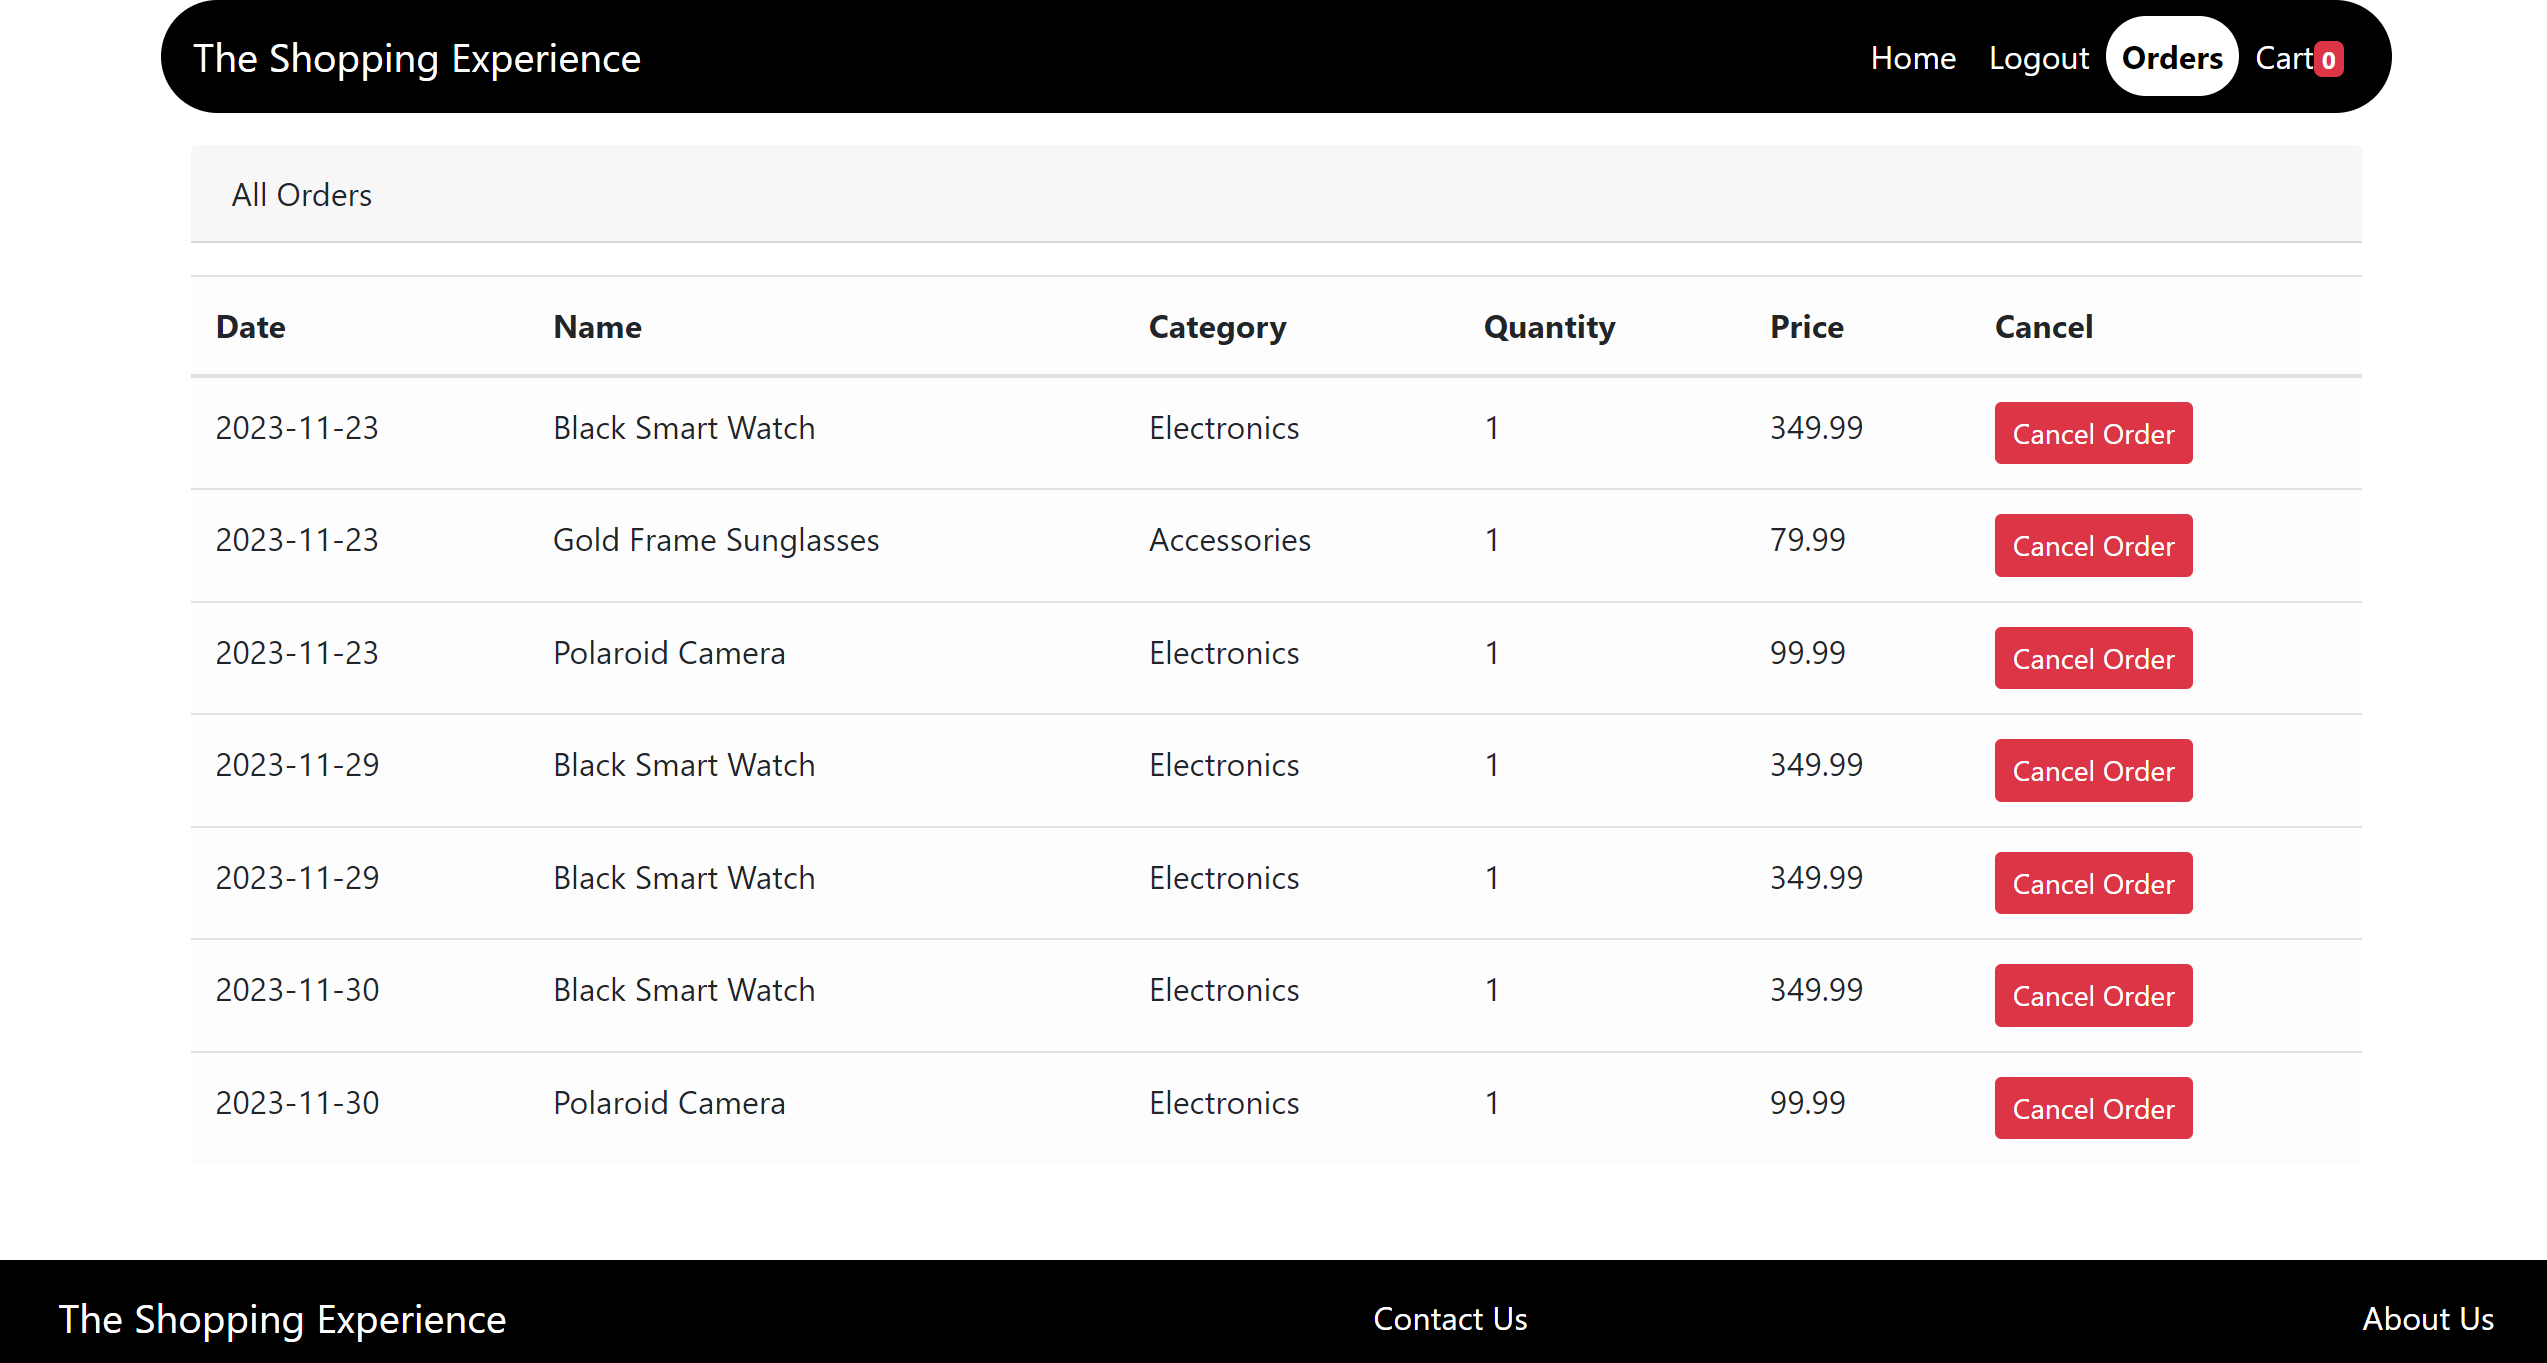 The Shopping Experience Home Logout Orders Cart 0
All Orders
Date Name Category Quantity Price Cancel
2023-11-23 Black Smart Watch Electronics 1 349.99 Cancel Order
2023-11-23 Gold Frame Sunglasses Accessories 1 79.99 Cancel Order
2023-11-23 Polaroid Camera Electronics 1 99.99 Cancel Order
2023-11-29 Black Smart Watch Electronics 1 349.99 Cancel Order
2023-11-29 Black Smart Watch Electronics 1 349.99 Cancel Order
2023-11-30 Black Smart Watch Electronics 1 349.99 Cancel Order
2023-11-30 Polaroid Camera Electronics 1 99.99 Cancel Order
The Shopping Experience Contact Us About Us